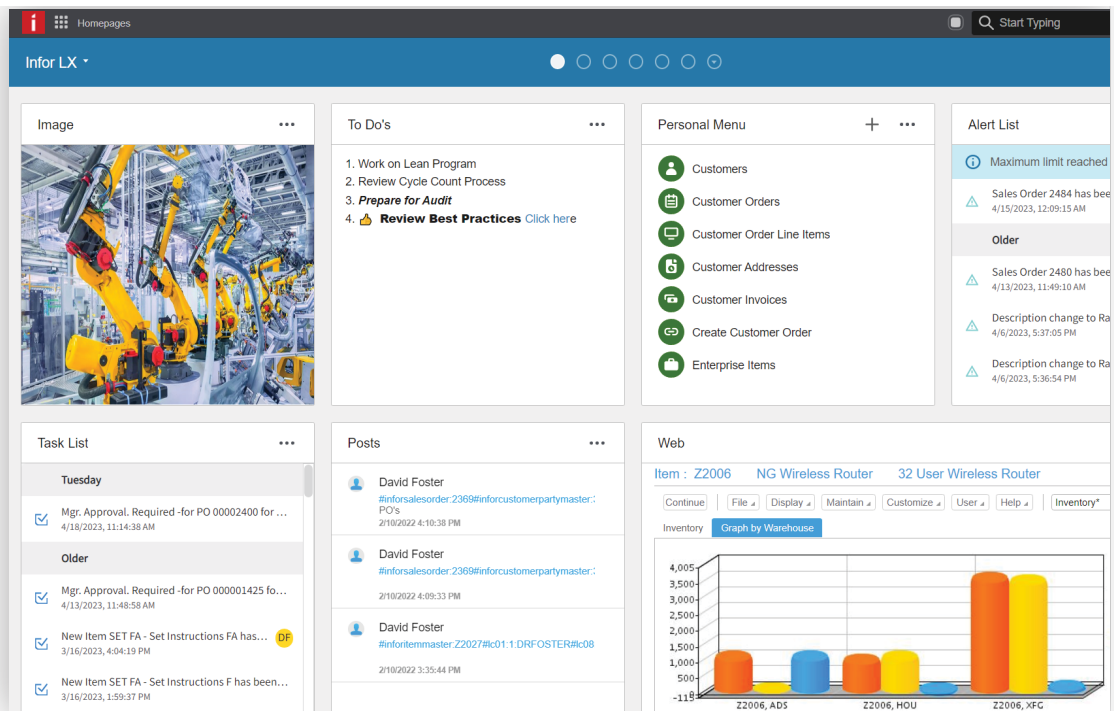 Homepages
Start Typing
Infor LX
Image
To Do's
1. Work on Lean Program
2. Review Cycle Count Process
3. Prepare for Audit
4. 👍 Review Best Practices Click here
Personal Menu
Customers
Customer Orders
Customer Order Line Items
Customer Addresses
Customer Invoices
Create Customer Order
Enterprise Items
Alert List
Maximum limit reached
Sales Order 2484 has bee
4/15/2023, 12:09:15 AM
Older
Sales Order 2480 has bee
4/13/2023, 11:49:10 AM
Description change to Ra
4/6/2023, 5:37:05 PM
Description change to Ra
4/6/2023, 5:36:54 PM
Task List
Tuesday
Mgr. Approval. Required -for PO 00002400 for ...
4/18/2023, 11:14:38 AM
Older
Mgr. Approval. Required -for PO 000001425 fo...
4/13/2023, 11:48:58 AM
New Item SET FA - Set Instructions FA has...
DF
3/16/2023, 4:04:19 PM
New Item SET FA - Set Instructions F has been...
3/16/2023, 1:59:37 PM
Posts
David Foster
#inforsalesorder:2369#inforcustomerpartymaster:
PO's
2/10/2022 4:10:38 PM
David Foster
#inforsalesorder:2369#inforcustomerpartymaster:
2/10/2022 4:09:33 PM
David Foster
#inforitemmaster:Z2027#lc01:1:DRFOSTER#lc08
2/10/2022 3:35:44 PM
Web
Item : Z2006 NG Wireless Router 32 User Wireless Router
Continue File Display Maintain Customize User Help Inventory*
Inventory Graph by Warehouse
4,005
3,500
3,000
2,500
2,000
1,500
1,000
500
0
-115
Z2006, ADS Z2006, HOU Z2006, XFG